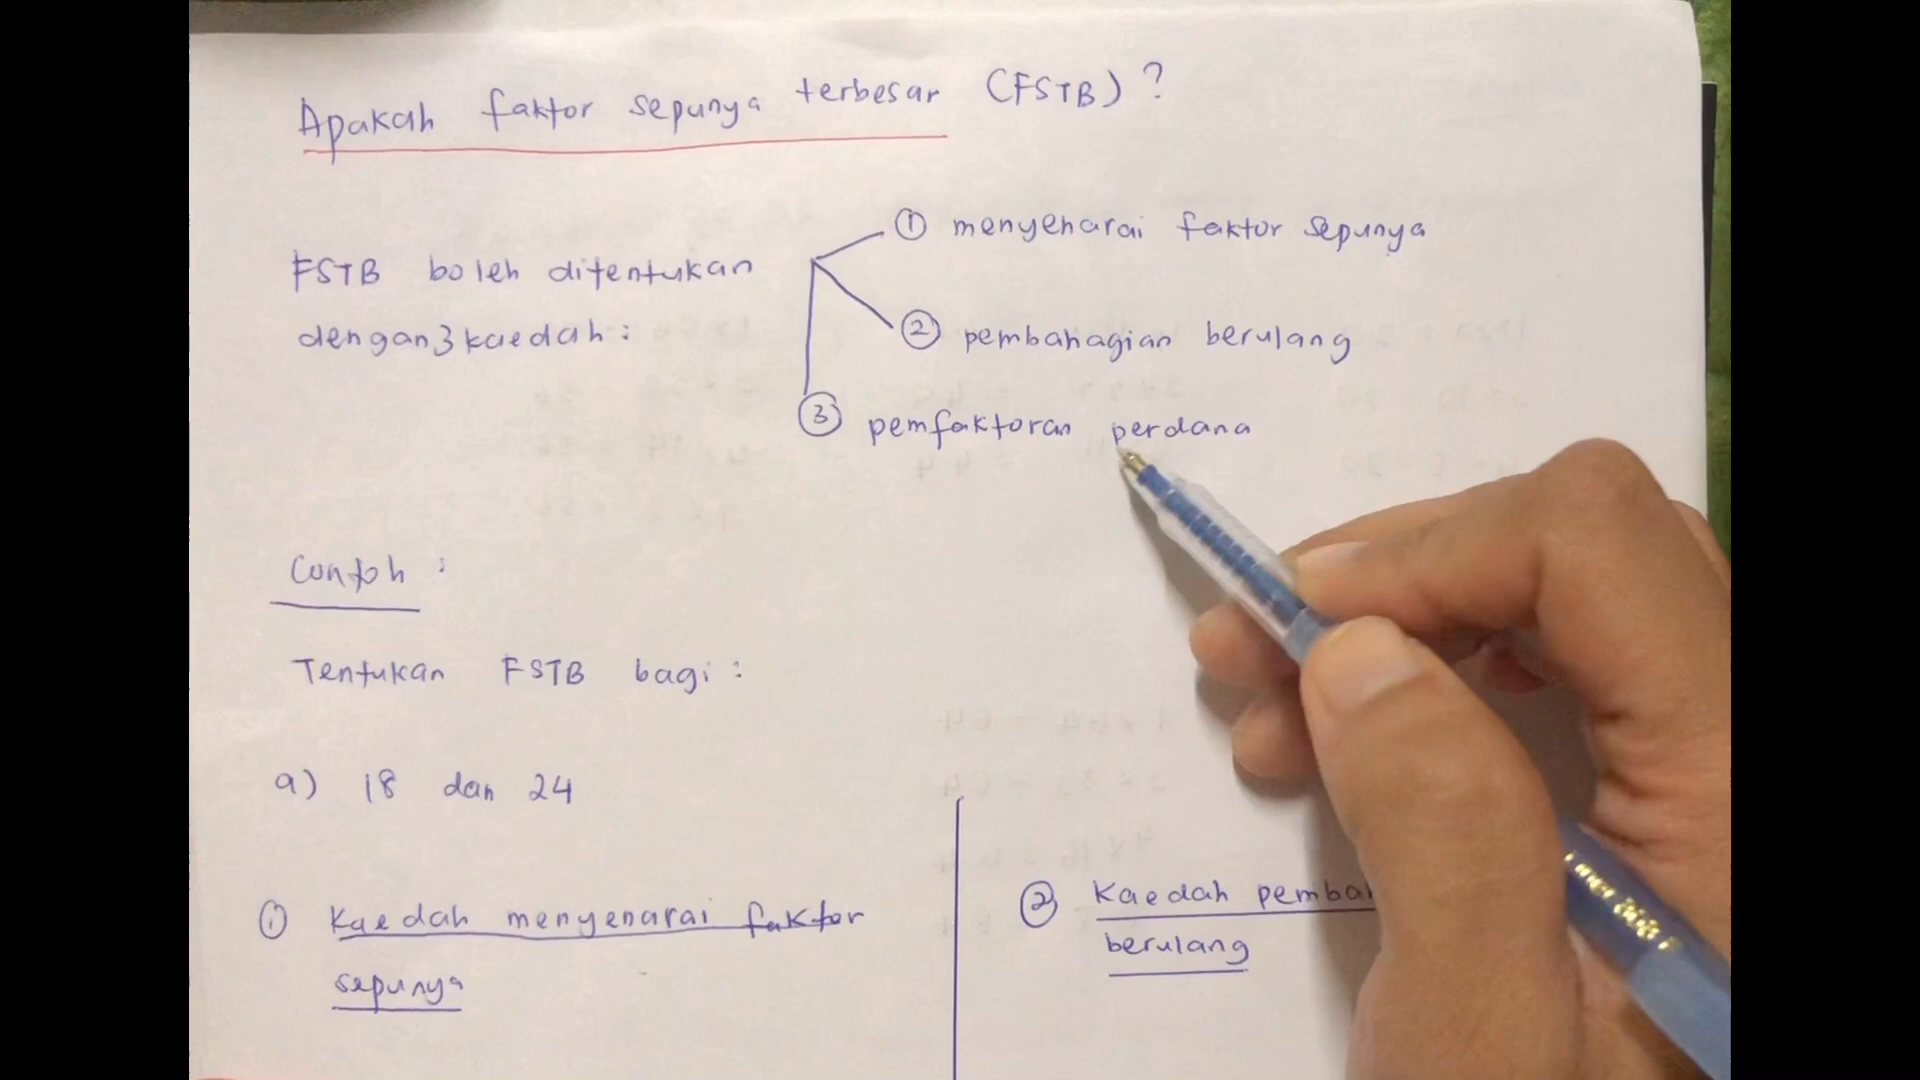 Apakah faktor sepunya terbesar (FSTB)?
FSTB boleh ditentukan
dengan 3 kaedah:
① menyenarai faktor sepunya
② pembahagian berulang
③ pemfaktoran perdana
Contoh :
Tentukan FSTB bagi :
a) 18 dan 24
① Kaedah menyenarai faktor
sepunya
② Kaedah
berulang